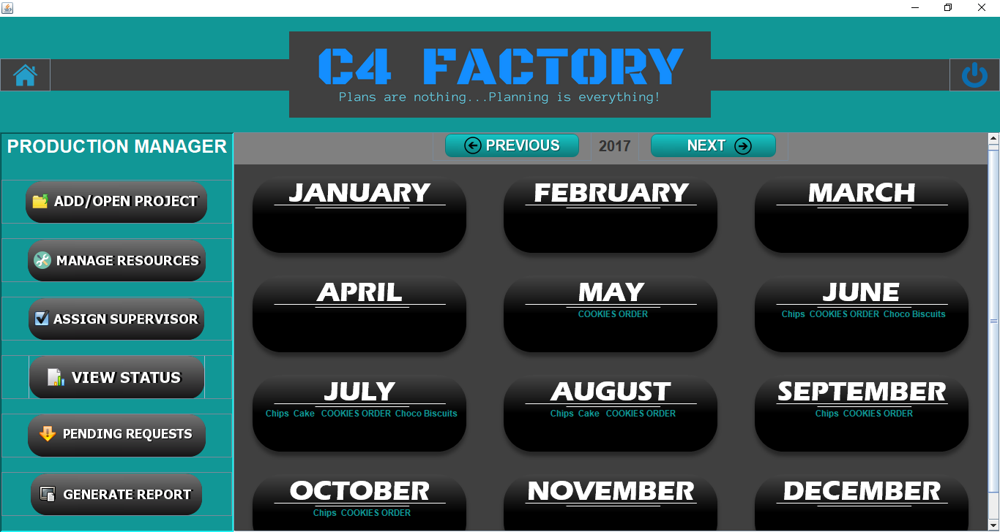 C4 FACTORY
Plans are nothing...Planning is everything!
PRODUCTION MANAGER
ADD/OPEN PROJECT
MANAGE RESOURCES
ASSIGN SUPERVISOR
VIEW STATUS
PENDING REQUESTS
GENERATE REPORT
PREVIOUS 2017 NEXT
JANUARY
FEBRUARY
MARCH
APRIL
MAY
COOKIES ORDER
JUNE
Chips COOKIES ORDER Choco Biscuits
JULY
Chips Cake COOKIES ORDER Choco Biscuits
AUGUST
Chips Cake COOKIES ORDER
SEPTEMBER
Chips COOKIES ORDER
OCTOBER
Chips COOKIES ORDER
NOVEMBER
DECEMBER